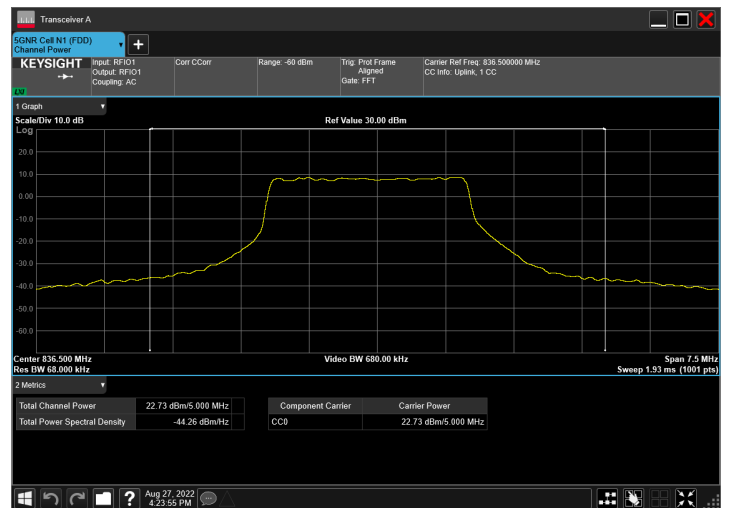 Transceiver A
5GNR Cell N1 (FDD)
Channel Power
KEYSIGHT
LNI
Input: RFIO1
Output: RFIO1
Coupling: AC
Corr CCorr
Range: -60 dBm
Trig: Prot Frame
Aligned
Gate: FFT
Carrier Ref Freq: 836.500000 MHz
CC Info: Uplink, 1 CC
1 Graph
Scale/Div 10.0 dB
Ref Value 30.00 dBm
Log
20.0
10.0
0.00
-10.0
-20.0
-30.0
-40.0
-50.0
-60.0
Center 836.500 MHz
Video BW 680.00 kHz
Span 7.5 MHz
Res BW 68.000 kHz
Sweep 1.93 ms (1001 pts)
2 Metrics
Total Channel Power 22.73 dBm/5.000 MHz
Total Power Spectral Density -44.26 dBm/Hz
Component Carrier Carrier Power
CC0 22.73 dBm/5.000 MHz
Aug 27, 2022
4:23:55 PM